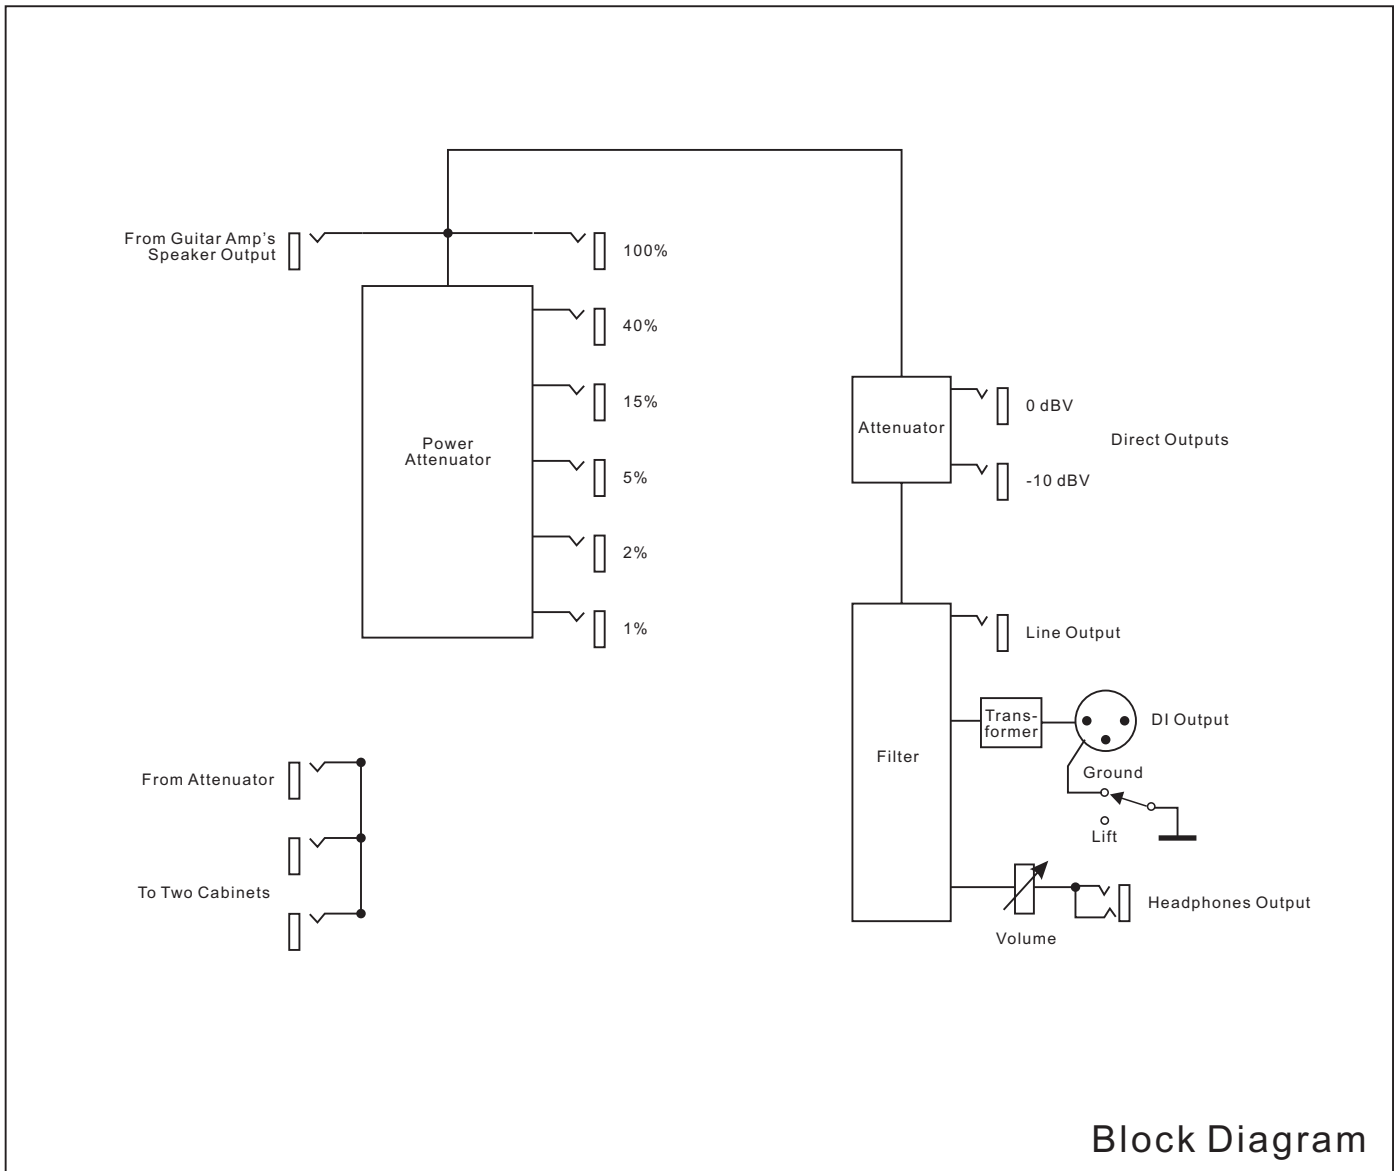 From Guitar Amp's
Speaker Output
100%
40%
15%
5%
2%
1%
Power
Attenuator
Attenuator
0 dBV
-10 dBV
Direct Outputs
Filter
Line Output
Trans-
former
DI Output
Ground
Lift
Volume
Headphones Output
From Attenuator
To Two Cabinets
Block Diagram